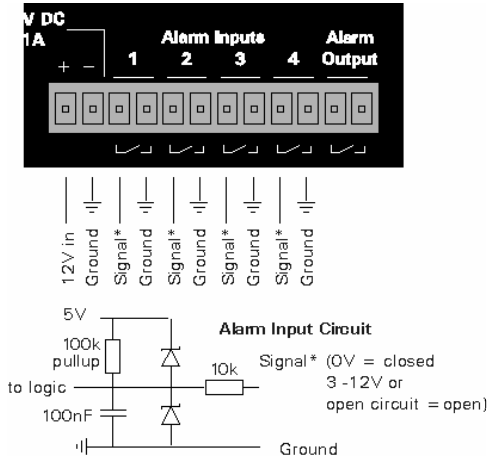 V DC
1A
Alarm Inputs
Alarm
Output
+ −
1 2 3 4
12V in
Ground
Signal*
Ground
Signal*
Ground
Signal*
Ground
Signal*
Ground
5V
Alarm Input Circuit
100k
pullup
10k
Signal* (0V = closed
3 -12V or
open circuit = open)
to logic
100nF
Ground